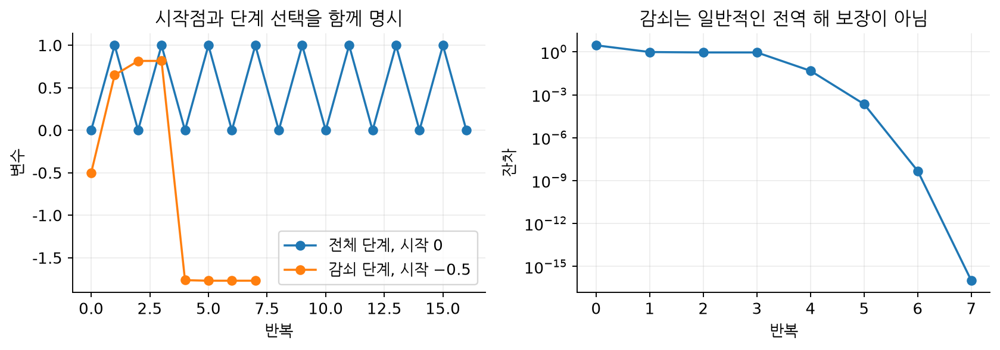 시작점과 단계 선택을 함께 명시
1.0
0.5
0.0
-0.5
-1.0
-1.5
변수
전체 단계, 시작 0
감쇠 단계, 시작 −0.5
0.0 2.5 5.0 7.5 10.0 12.5 15.0
반복
감쇠는 일반적인 전역 해 보장이 아님
10⁰
10⁻³
10⁻⁶
10⁻⁹
10⁻¹²
10⁻¹⁵
잔차
0 1 2 3 4 5 6 7
반복